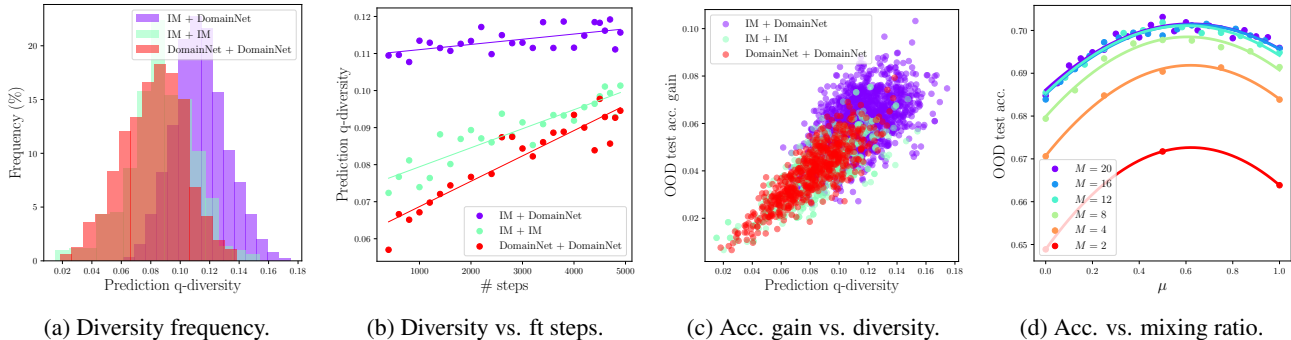 Frequency (%)
20
15
10
5
0
IM + DomainNet
IM + IM
DomainNet + DomainNet
0.02 0.04 0.06 0.08 0.10 0.12 0.14 0.16 0.18
Prediction q-diversity
(a) Diversity frequency.
Prediction q-diversity
0.12
0.11
0.10
0.09
0.08
0.07
0.06
IM + DomainNet
IM + IM
DomainNet + DomainNet
1000 2000 3000 4000 5000
# steps
(b) Diversity vs. ft steps.
OOD test acc. gain
0.10
0.08
0.06
0.04
0.02
IM + DomainNet
IM + IM
DomainNet + DomainNet
0.02 0.04 0.06 0.08 0.10 0.12 0.14 0.16 0.18
Prediction q-diversity
(c) Acc. gain vs. diversity.
OOD test acc.
0.70
0.69
0.68
0.67
0.66
0.65
M = 20
M = 16
M = 12
M = 8
M = 4
M = 2
0.0 0.2 0.4 0.6 0.8 1.0
μ
(d) Acc. vs. mixing ratio.